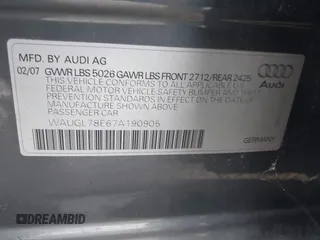 MFD. BY AUDI AG
02/07 GVWR LBS 5026 GAWR LBS FRONT 2712/REAR 2425
THIS VEHICLE CONFORMS TO ALL APPLICABLE U.S.
FEDERAL MOTOR VEHICLE SAFETY BUMPER AND THEFT
PREVENTION STANDARDS IN EFFECT ON THE DATE OF
MANUFACTURE SHOWN ABOVE.
PASSENGER CAR
WAUGL78E67A190905
Audi
GERMANY
DREAMBID